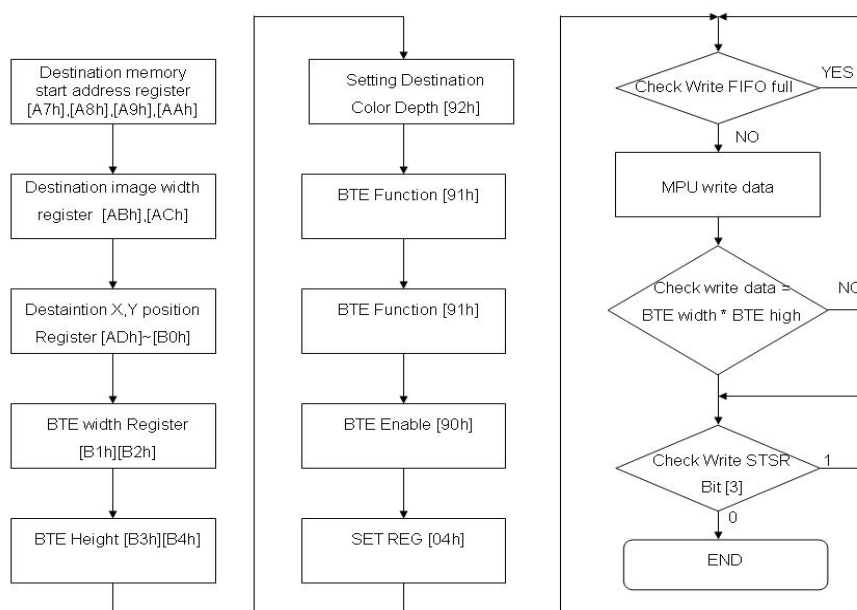 Destination memory
start address register
[A7h],[A8h],[A9h],[AAh]
Destination image width
register [ABh],[ACh]
Destaintion X,Y position
Register [ADh]~[B0h]
BTE width Register
[B1h][B2h]
BTE Height [B3h][B4h]
Setting Destination
Color Depth [92h]
BTE Function [91h]
BTE Function [91h]
BTE Enable [90h]
SET REG [04h]
Check Write FIFO full
YES
NO
MPU write data
Check write data =
BTE width * BTE high
NO
Check Write STSR
Bit [3]
1
0
END